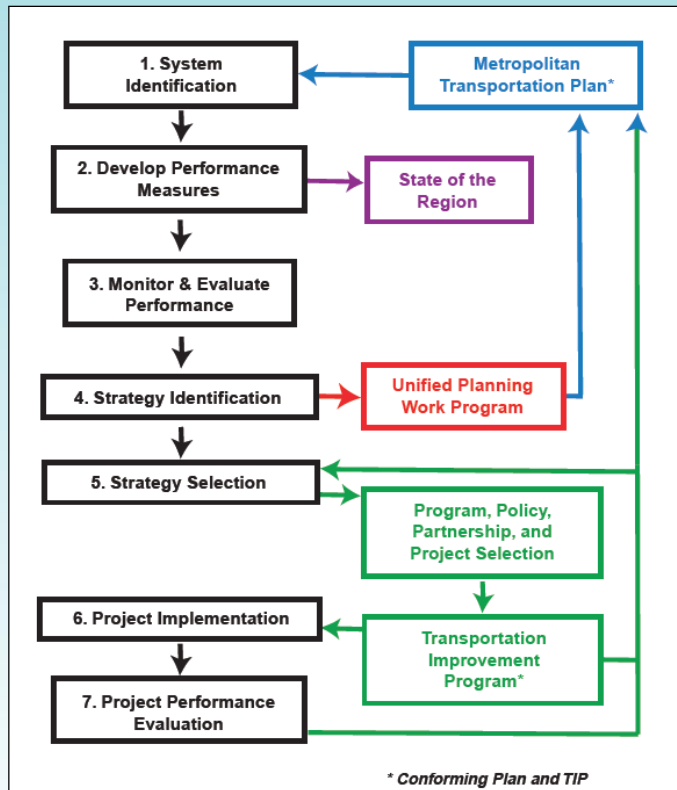 1. System
Identification
Metropolitan
Transportation Plan*
2. Develop Performance
Measures
State of the
Region
3. Monitor & Evaluate
Performance
4. Strategy Identification
Unified Planning
Work Program
5. Strategy Selection
Program, Policy,
Partnership, and
Project Selection
6. Project Implementation
Transportation
Improvement
Program*
7. Project Performance
Evaluation
* Conforming Plan and TIP